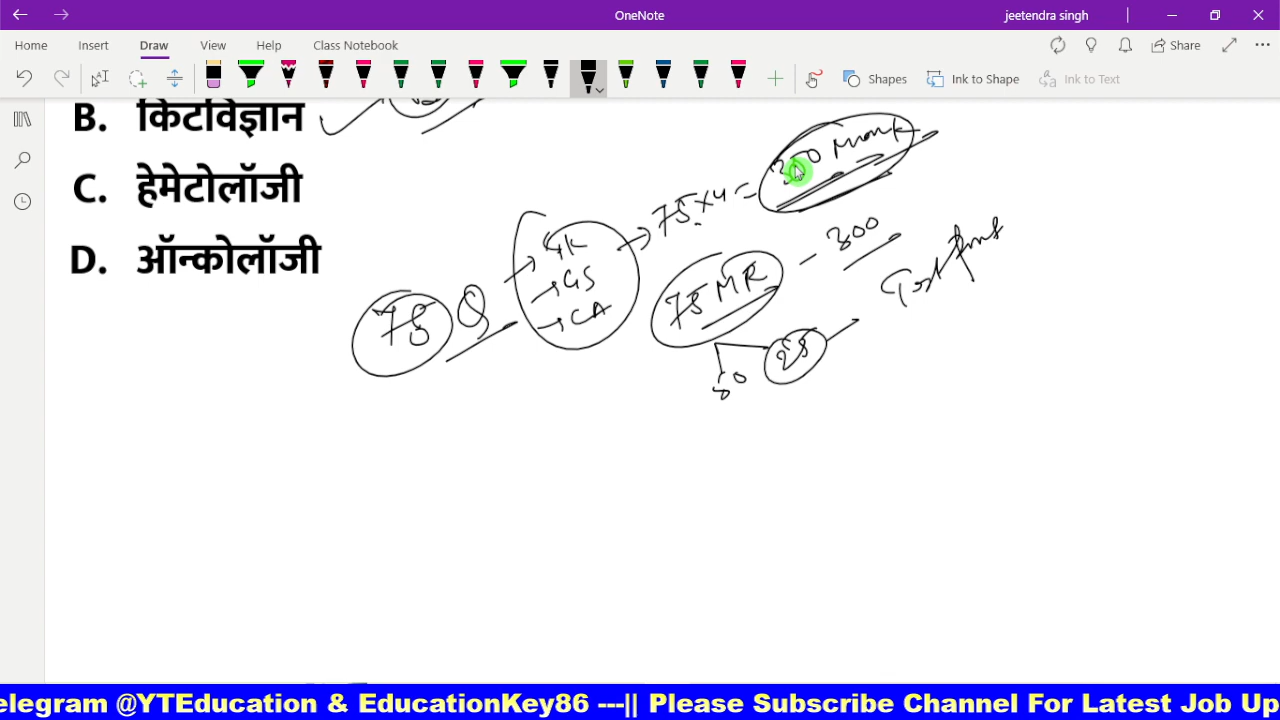 OneNote
jeetendra singh
Home Insert Draw View Help Class Notebook
Share
Shapes
Ink to Shape
Ink to Text
B. किटविज्ञान
C. हेमेटोलॉजी
D. ऑन्कोलॉजी
75 Q
GK
GS
CA
75x4 = 300
75 MR - 300
50
25
elegram @YTEducation & EducationKey86 ---|| Please Subscribe Channel For Latest Job Up